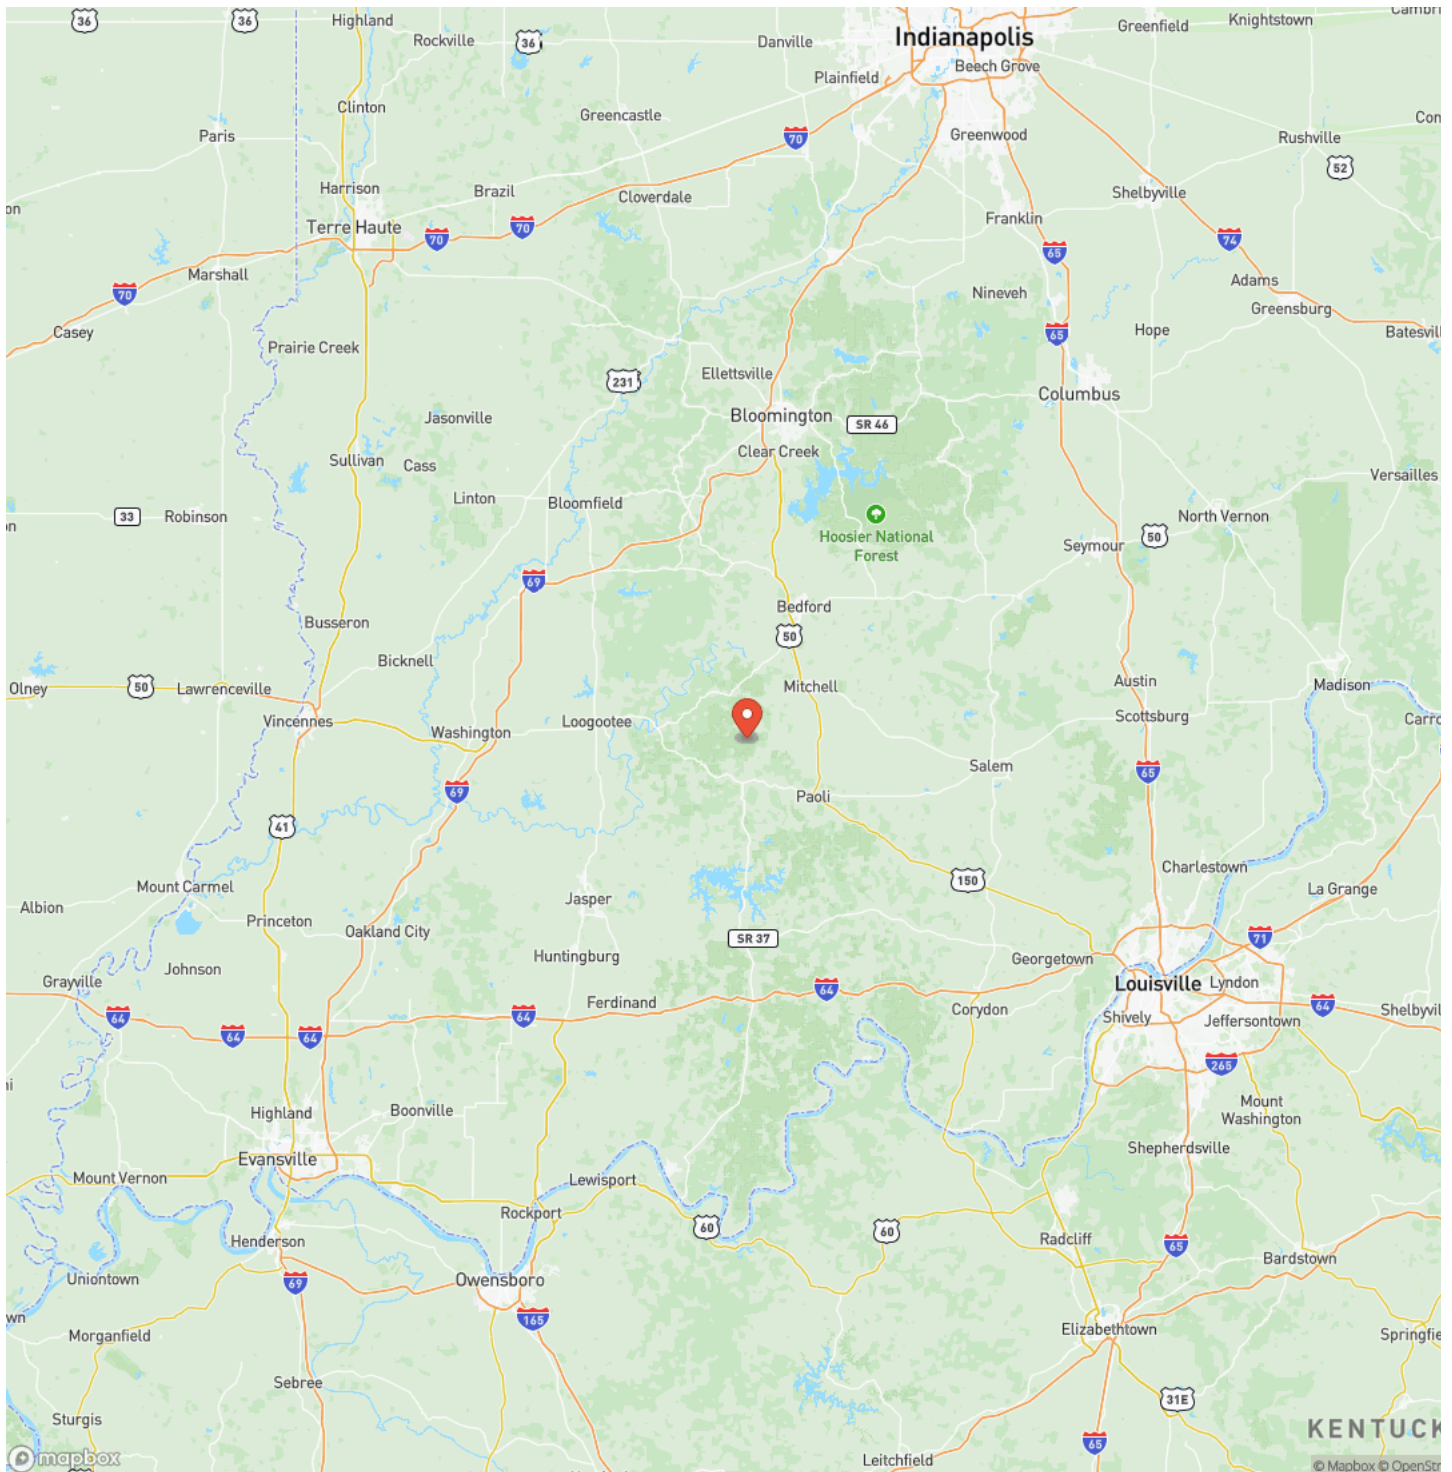 36
36
Highland
Rockville
36
Danville
Indianapolis
Beech Grove
Greenfield
Knightstown
Cambri
Plainfield
Clinton
Greencastle
Paris
70
Greenwood
Rushville
Con
52
Harrison
Brazil
Cloverdale
Shelbyville
on
Terre Haute
70
70
Franklin
65
74
Marshall
70
Nineveh
Adams
Greensburg
Casey
Prairie Creek
65
Hope
Batesvill
Ellettsville
231
Columbus
Jasonville
Bloomington
SR 46
Clear Creek
Sullivan
Cass
Versailles
Linton
Bloomfield
33
Robinson
on
North Vernon
Hoosier National
Forest
50
Seymour
69
Bedford
Busseron
50
Bicknell
Olney
50
Lawrenceville
Mitchell
Austin
Madison
Vincennes
Washington
Loogootee
Scottsburg
Carro
Salem
65
69
Paoli
41
Charlestown
150
Mount Carmel
La Grange
Albion
Princeton
Jasper
Oakland City
SR 37
71
Huntingburg
Georgetown
Johnson
Grayville
Louisville
Lyndon
64
Ferdinand
Corydon
64
Shelbyvil
64
64
64
64
Shively
Jeffersontown
265
ni
Highland
Boonville
Mount
Washington
Evansville
Shepherdsville
Mount Vernon
Lewisport
Rockport
60
60
Henderson
Radcliff
65
Bardstown
Uniontown
69
Owensboro
wn
165
Morganfield
Elizabethtown
Springfie
Sebree
31E
Sturgis
KENTUCK
65
mapbox
Leitchfield
© Mapbox © OpenStr